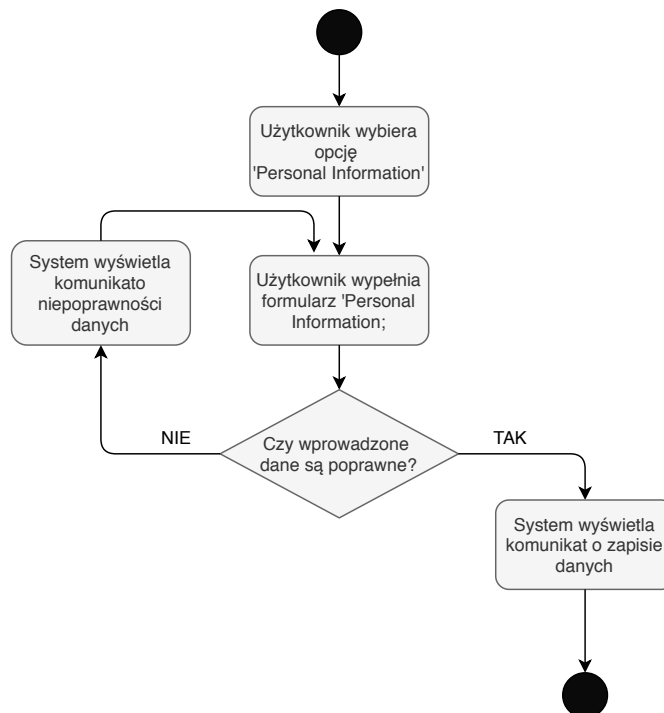 Użytkownik wybiera
opcję
'Personal Information'
System wyświetla
komunikato
niepoprawności
danych
Użytkownik wypełnia
formularz 'Personal
Information;
NIE
Czy wprowadzone
dane są poprawne?
TAK
System wyświetla
komunikat o zapisie
danych